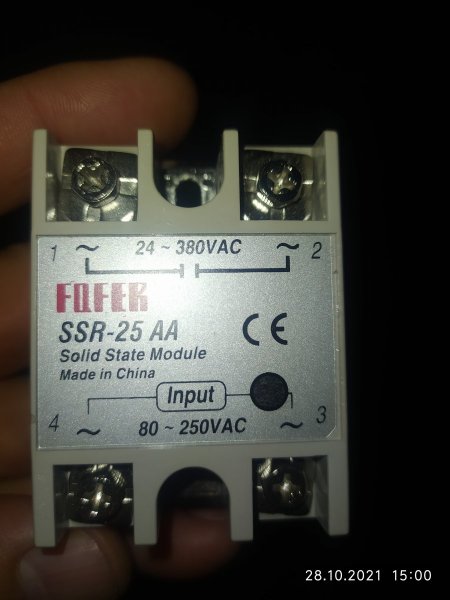 1 ~ 24 ~ 380VAC ~ 2
FQFER
SSR-25 AA
CE
Solid State Module
Made in China
Input
4 ~ 80 ~ 250VAC ~ 3
28.10.2021 15:00